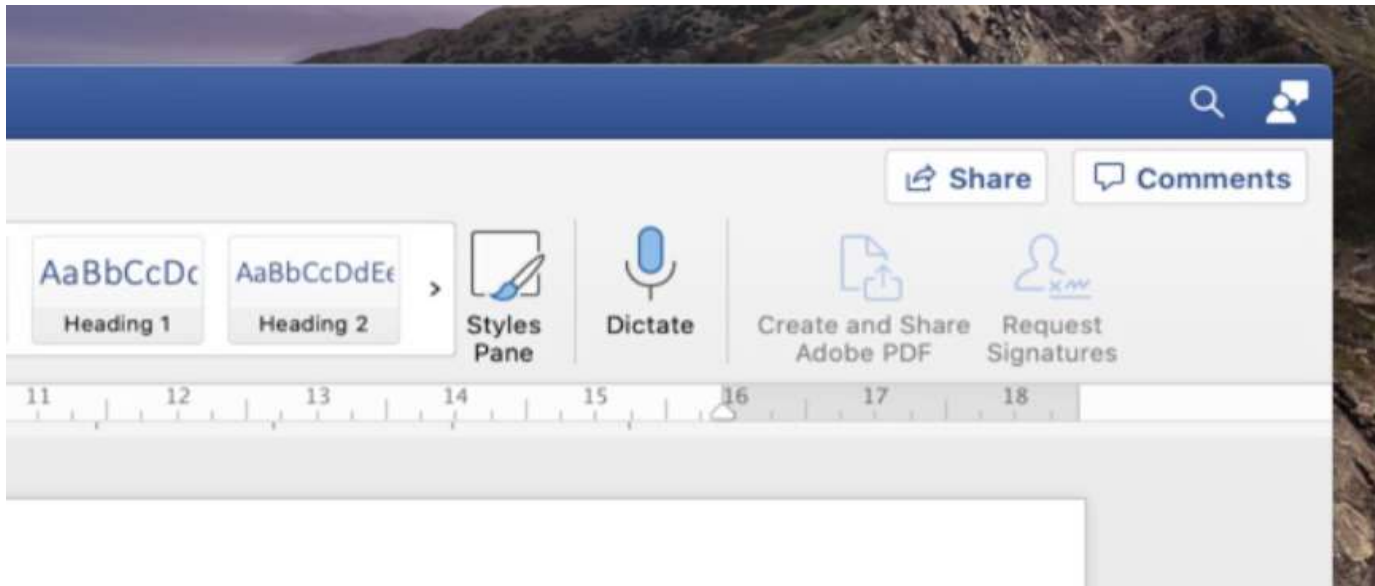 Share Comments
AaBbCcDc AaBbCcDdEe
Heading 1 Heading 2
Styles
Pane
Dictate
Create and Share
Adobe PDF
Request
Signatures
11 12 13 14 15 16 17 18